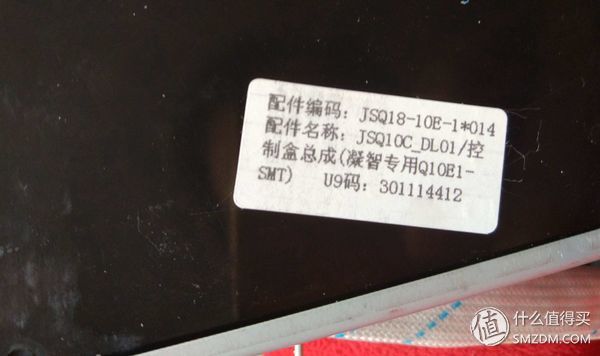 配件编码：JSQ18-10E-1*014
配件名称：JSQ10C_DL01/控
制盒总成(凝智专用Q10E1-
SMT) U9码：301114412
值 什么值得买
SMZDM.COM